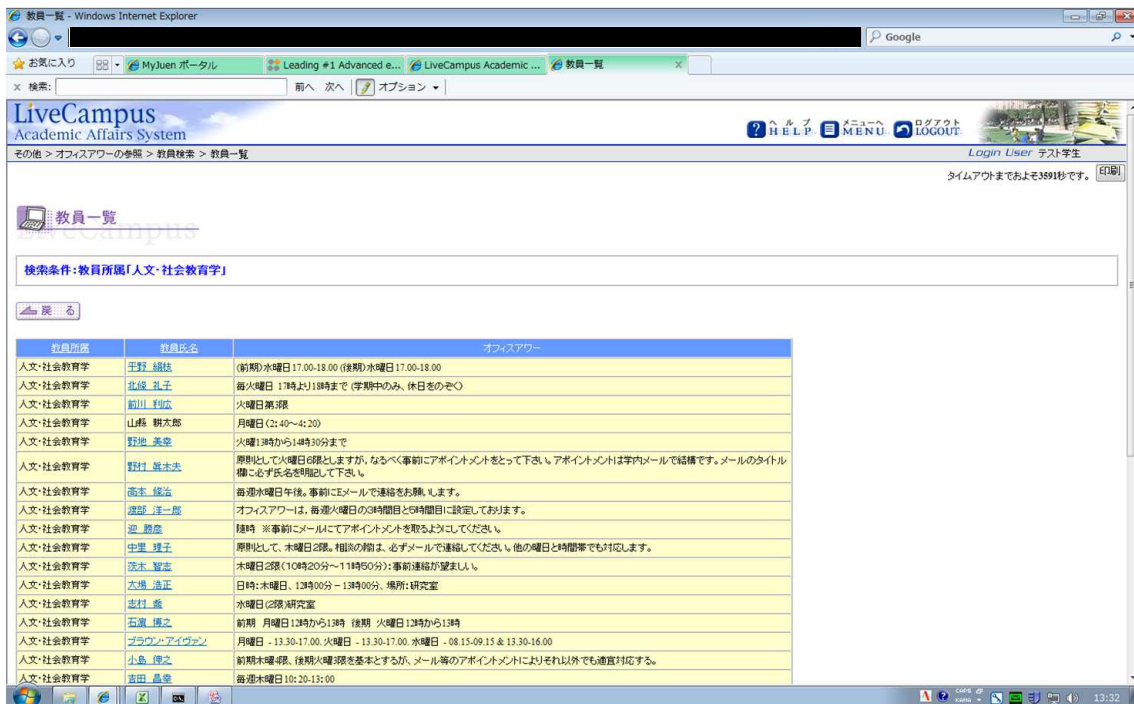 教員一覧 - Windows Internet Explorer
Google
お気に入り MyJuen ポータル Leading #1 Advanced e... LiveCampus Academic ... 教員一覧 x
x 検索: 前へ 次へ オプション
LiveCampus
Academic Affairs System
ヘルプ HELP メニューへ MENU ログアウト LOGOUT
その他 > オフィスアワーの参照 > 教員検索 > 教員一覧 Login User テスト学生
タイムアウトまでおよそ3591秒です。 印刷
教員一覧
LiveCampus
検索条件:教員所属「人文・社会教育学」
戻る
教員所属 教員氏名 オフィスアワー
人文・社会教育学 平野 絹枝 (前期)水曜日17.00-18.00 (後期)水曜日17.00-18.00
人文・社会教育学 北條 礼子 毎火曜日 17時より18時まで (学期中のみ、休日をのぞく)
人文・社会教育学 前川 利広 火曜日第3限
人文・社会教育学 山縣 耕太郎 月曜日(2:40~4:20)
人文・社会教育学 野地 美幸 火曜13時から14時30分まで
人文・社会教育学 野村 眞木夫 原則として火曜日6限としますが,なるべく事前にアポイントメントをとって下さい。アポイントメントは学内メールで結構です。メールのタイトル
欄に必ず氏名を明記して下さい。
人文・社会教育学 高本 條治 毎週水曜日午後。事前にEメールで連絡をお願いします。
人文・社会教育学 渡部 洋一郎 オフィスアワーは,毎週火曜日の3時間目と5時間目に設定しております。
人文・社会教育学 迎 勝彦 随時 ※事前にメールにてアポイントメントを取るようにしてください。
人文・社会教育学 中里 理子 原則として、木曜日2限。相談の際は、必ずメールで連絡してください。他の曜日と時間帯でも対応します。
人文・社会教育学 茨木 智志 木曜日2限(10時20分~11時50分):事前連絡が望ましい。
人文・社会教育学 大場 浩正 日時:木曜日、12時00分-13時00分、場所:研究室
人文・社会教育学 志村 喬 水曜日(2限)研究室
人文・社会教育学 石濵 博之 前期 月曜日12時から13時 後期 火曜日12時から13時
人文・社会教育学 ブラウン・アイヴァン 月曜日 - 13.30-17.00. 火曜日 - 13.30-17.00. 水曜日 - 08.15-09.15 & 13.30-16.00
人文・社会教育学 小島 伸之 前期木曜4限、後期火曜3限を基本とするが、メール等のアポイントメントによりそれ以外でも適宜対応する。
人文・社会教育学 吉田 昌幸 毎週木曜日10:20-13:00
CAPS
KANA
13:32